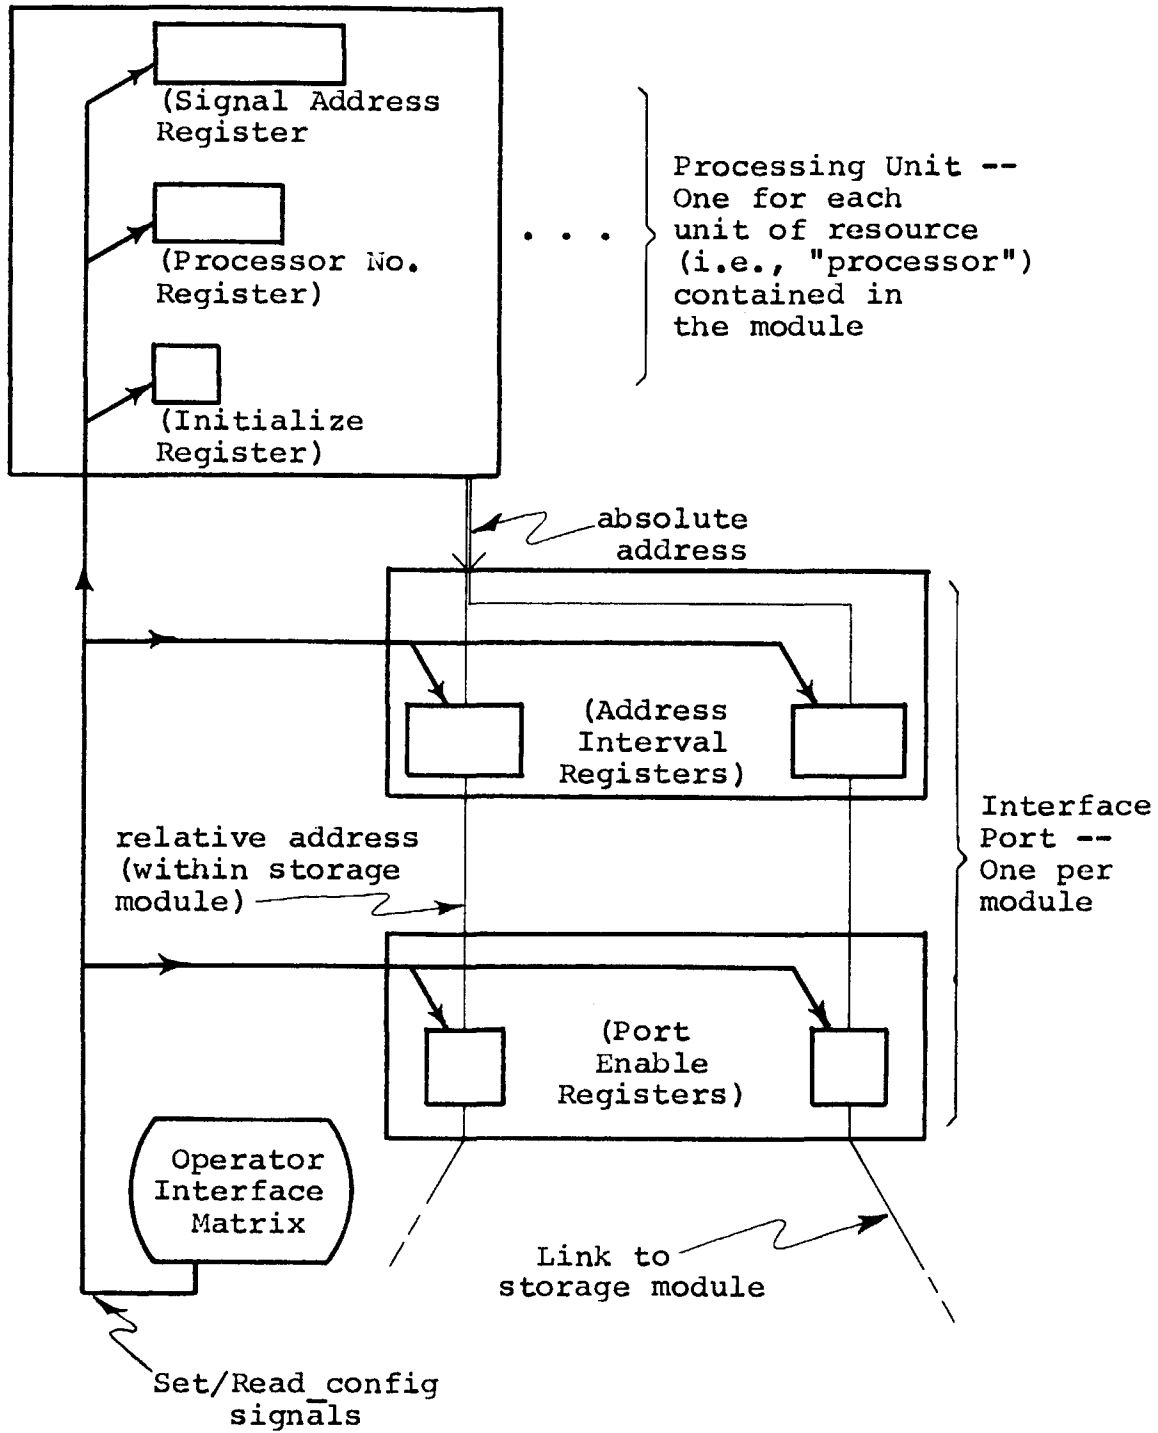 (Signal Address
Register
(Processor No.
Register)
(Initialize
Register)
. . .
Processing Unit --
One for each
unit of resource
(i.e., "processor")
contained in
the module
absolute
address
(Address
Interval
Registers)
relative address
(within storage
module)
Interface
Port --
One per
module
(Port
Enable
Registers)
Operator
Interface
Matrix
Link to
storage module
Set/Read_config
signals